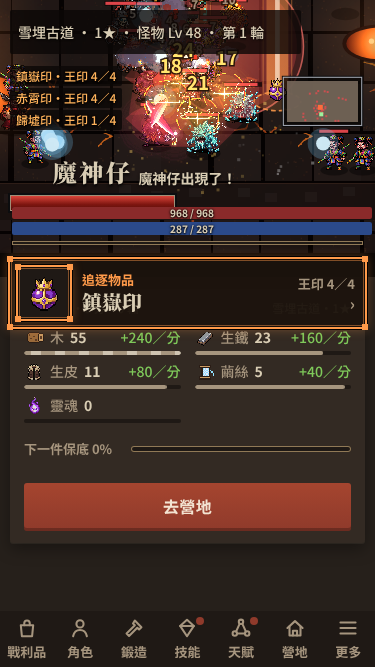 雪埋古道 · 1★ · 怪物 Lv 48 · 第 1 輪
24
18
17
21
5
鎮嶽印 · 王印 4／4
赤霄印 · 王印 4／4
歸墟印 · 王印 1／4
魔神仔 魔神仔出現了！
968 / 968
287 / 287
追逐物品
鎮嶽印
王印 4／4
›
木 55 +240／分
生鐵 23 +160／分
生皮 11 +80／分
繭絲 5 +40／分
靈魂 0
下一件保底 0%
去營地
戰利品 角色 鍛造 技能 天賦 營地 更多